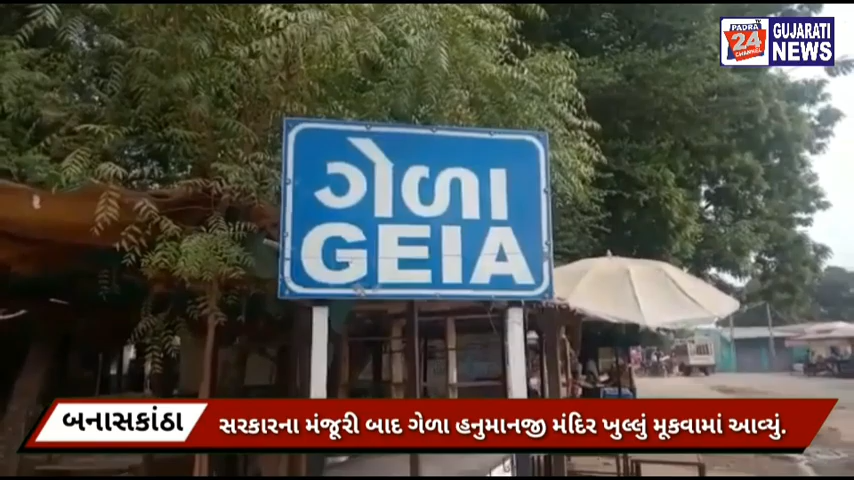 PADRA
24
CHANNEL
GUJARATI
NEWS
ગેળા
GEIA
બનાસકાંઠા
સરકારના મંજૂરી બાદ ગેળા હનુમાનજી મંદિર ખુલ્લું મૂકવામાં આવ્યું.